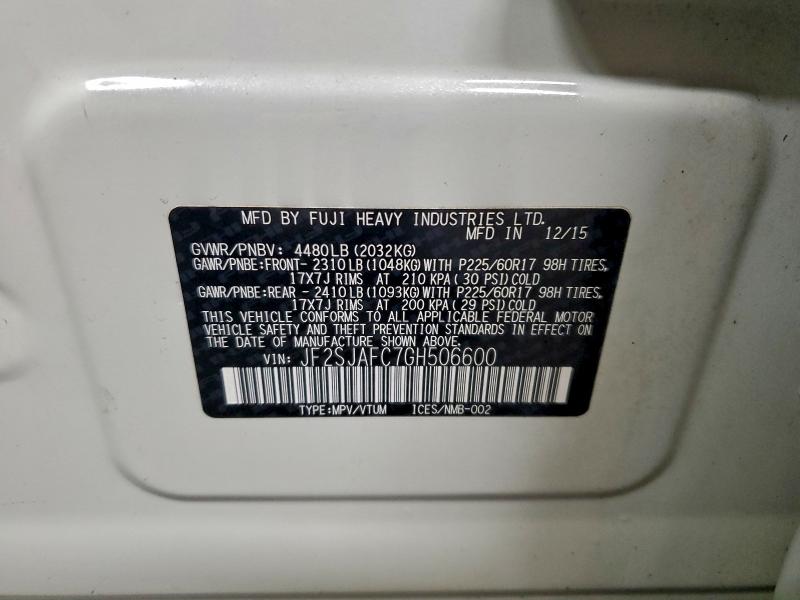 MFD BY FUJI HEAVY INDUSTRIES LTD.
MFD IN 12/15
GVWR/PNBV: 4480LB (2032KG)
GAWR/PNBE:FRONT- 2310LB (1048KG) WITH P225/60R17 98H TIRES,
17X7J RIMS AT 210 KPA (30 PSI) COLD
GAWR/PNBE:REAR - 2410LB (1093KG) WITH P225/60R17 98H TIRES,
17X7J RIMS AT 200 KPA (29 PSI) COLD
THIS VEHICLE CONFORMS TO ALL APPLICABLE FEDERAL MOTOR
VEHICLE SAFETY AND THEFT PREVENTION STANDARDS IN EFFECT ON
THE DATE OF MANUFACTURE SHOWN ABOVE.
VIN: JF2SJAFC7GH506600
TYPE:MPV/VTUM ICES/NMB-002